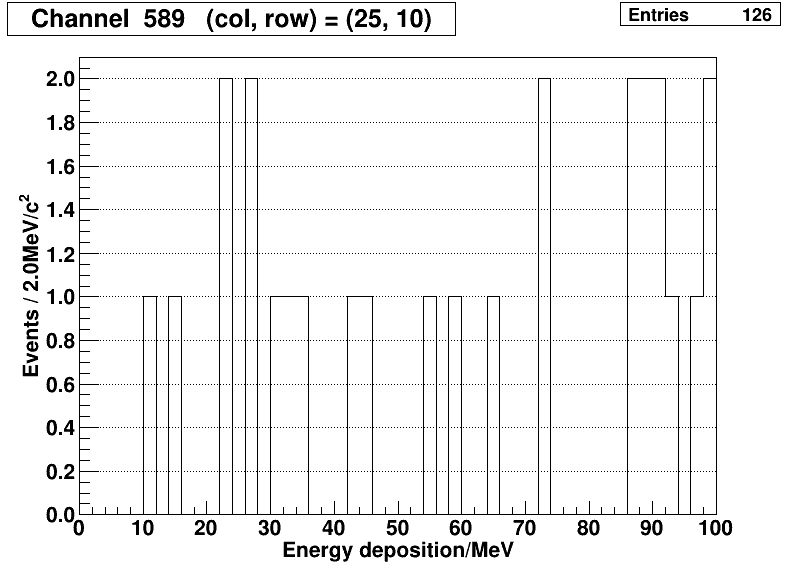 Channel 589 (col, row) = (25, 10)
Entries 126
Events / 2.0MeV/c²
2.0
1.8
1.6
1.4
1.2
1.0
0.8
0.6
0.4
0.2
0.0
0 10 20 30 40 50 60 70 80 90 100
Energy deposition/MeV